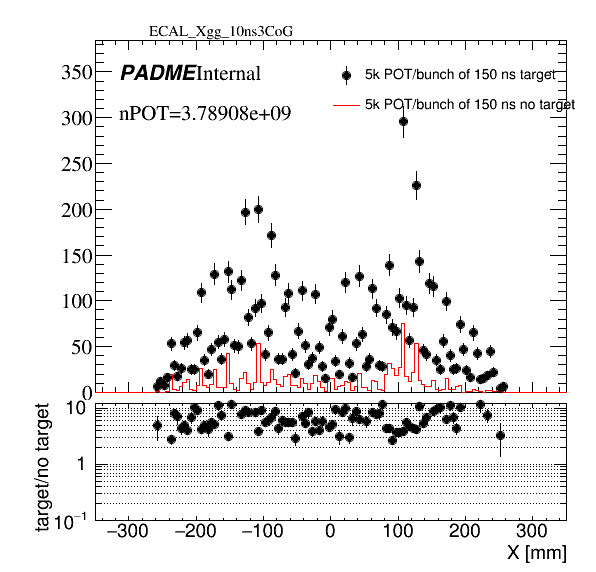 ECAL_Xgg_10ns3CoG
PADME Internal
nPOT=3.78908e+09
5k POT/bunch of 150 ns target
5k POT/bunch of 150 ns no target
350
300
250
200
150
100
50
0
target/no target
10
1
10−1
−300 −200 −100 0 100 200 300
X [mm]